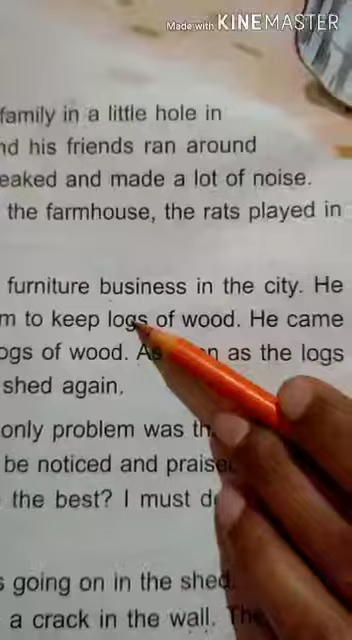 Made with KINEMASTER
family in a little hole in
nd his friends ran around
eaked and made a lot of noise.
the farmhouse, the rats played in
furniture business in the city. He
m to keep logs of wood. He came
ogs of wood. As as the logs
shed again.
only problem was
be noticed and praised
the best? I must
s going on in the shed.
a crack in the wall. The